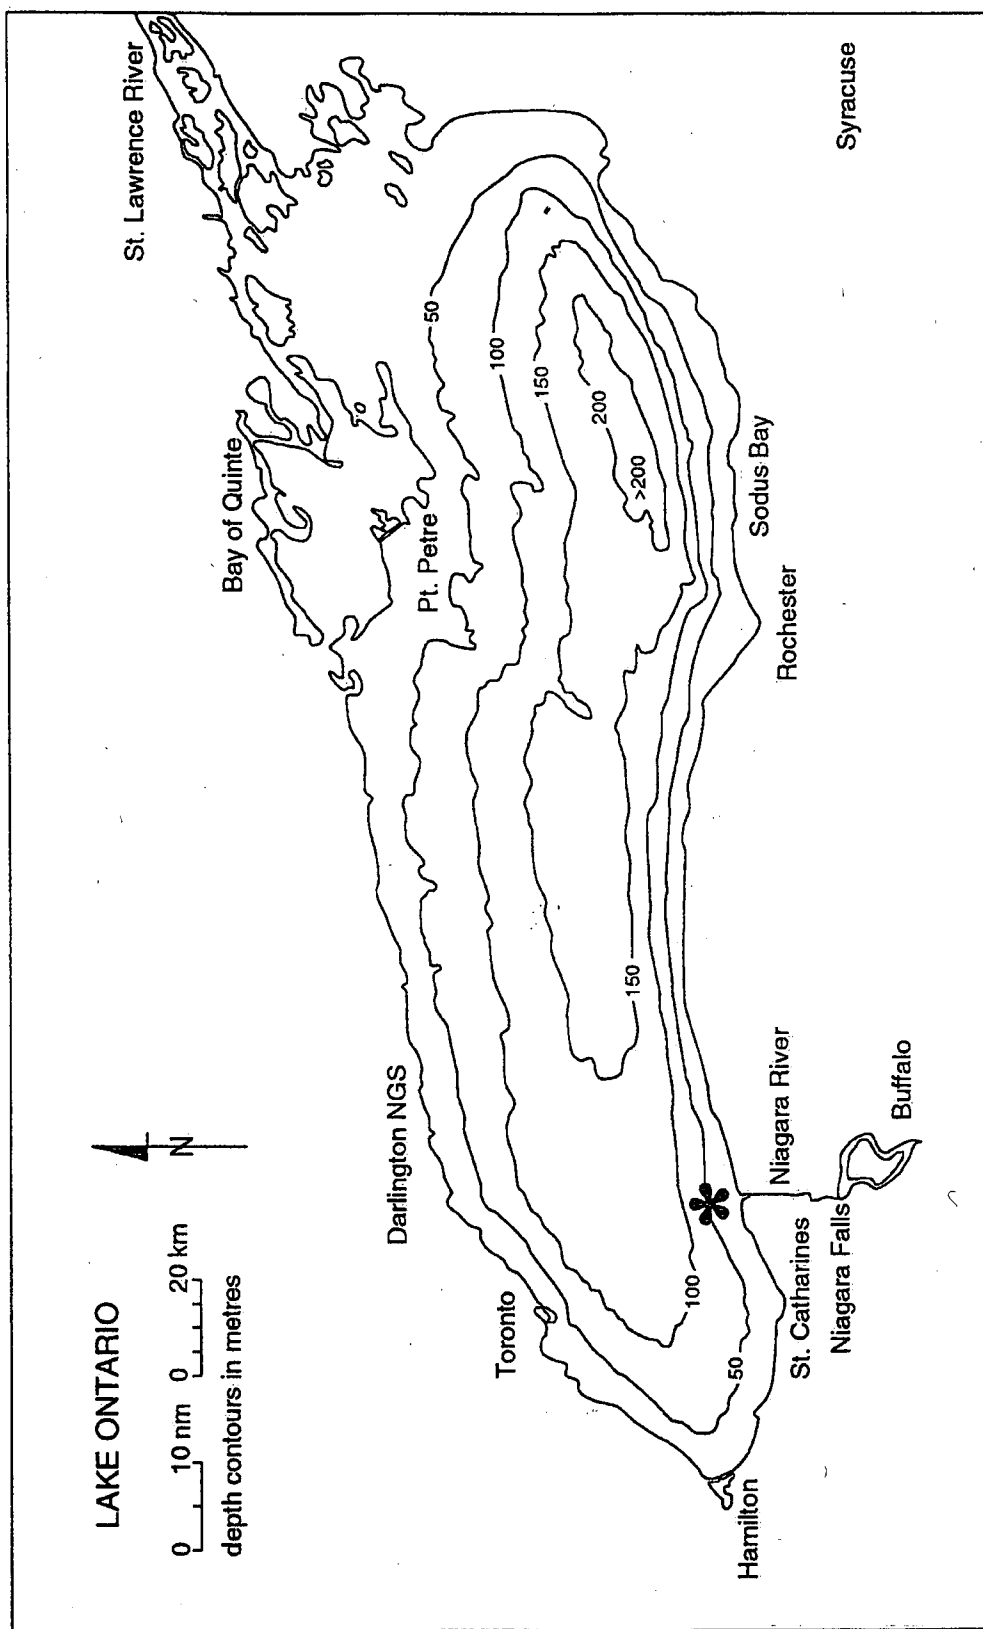 LAKE ONTARIO
0 10 nm 0 20 km
depth contours in metres
N
St. Lawrence River
Bay of Quinte
Pt. Petre
Darlington NGS
Toronto
Hamilton
St. Catharines
Niagara Falls
Niagara River
Buffalo
Rochester
Sodus Bay
Syracuse
50
100
150
200
>200
150
100
50